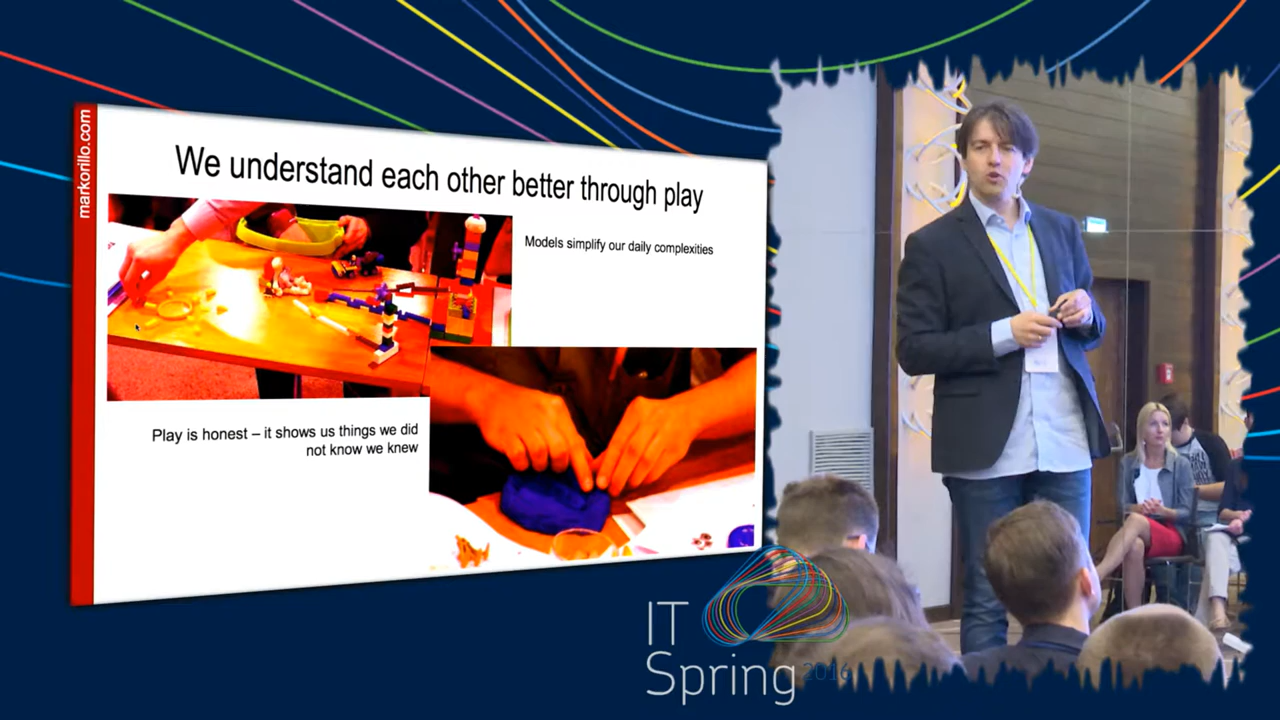 markorillo.com
We understand each other better through play
Models simplify our daily complexities
Play is honest – it shows us things we did
not know we knew
IT
Spring 2016